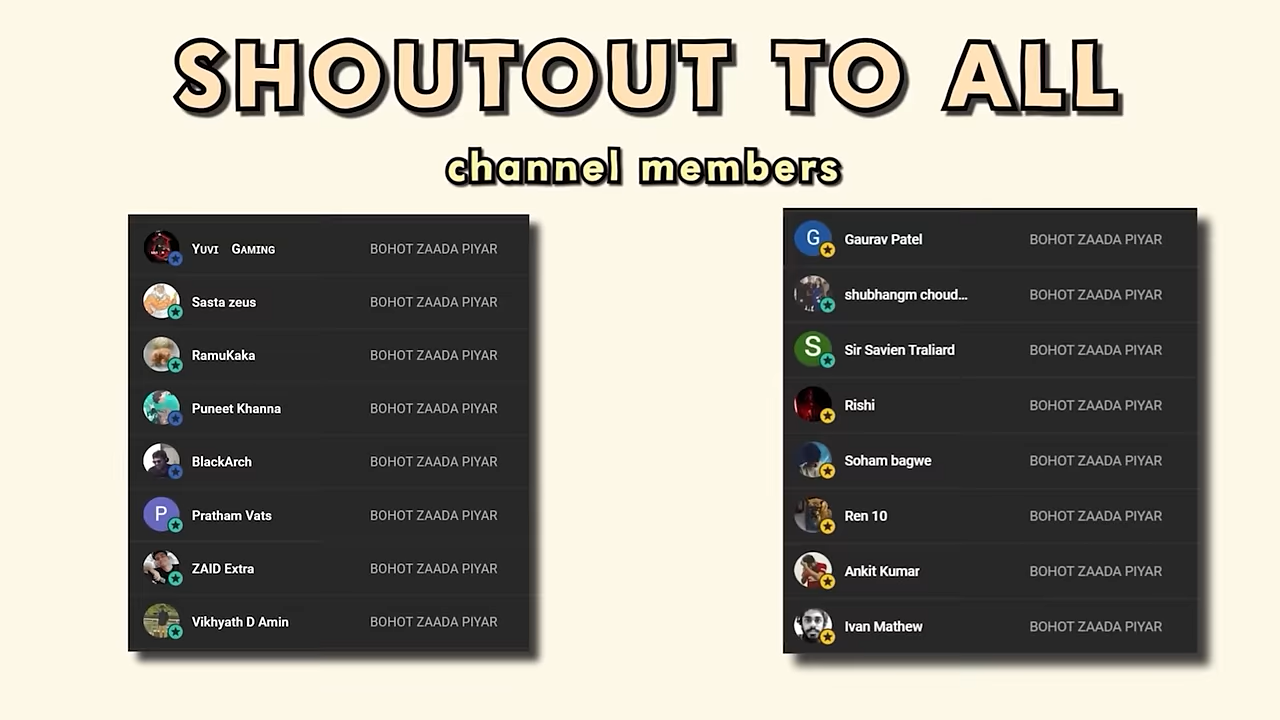 SHOUTOUT TO ALL
channel members
Yuvi Gaming BOHOT ZAADA PIYAR
Sasta zeus BOHOT ZAADA PIYAR
RamuKaka BOHOT ZAADA PIYAR
Puneet Khanna BOHOT ZAADA PIYAR
BlackArch BOHOT ZAADA PIYAR
P Pratham Vats BOHOT ZAADA PIYAR
ZAID Extra BOHOT ZAADA PIYAR
Vikhyath D Amin BOHOT ZAADA PIYAR
G Gaurav Patel BOHOT ZAADA PIYAR
shubhangm choud... BOHOT ZAADA PIYAR
S Sir Savien Traliard BOHOT ZAADA PIYAR
Rishi BOHOT ZAADA PIYAR
Soham bagwe BOHOT ZAADA PIYAR
Ren 10 BOHOT ZAADA PIYAR
Ankit Kumar BOHOT ZAADA PIYAR
Ivan Mathew BOHOT ZAADA PIYAR